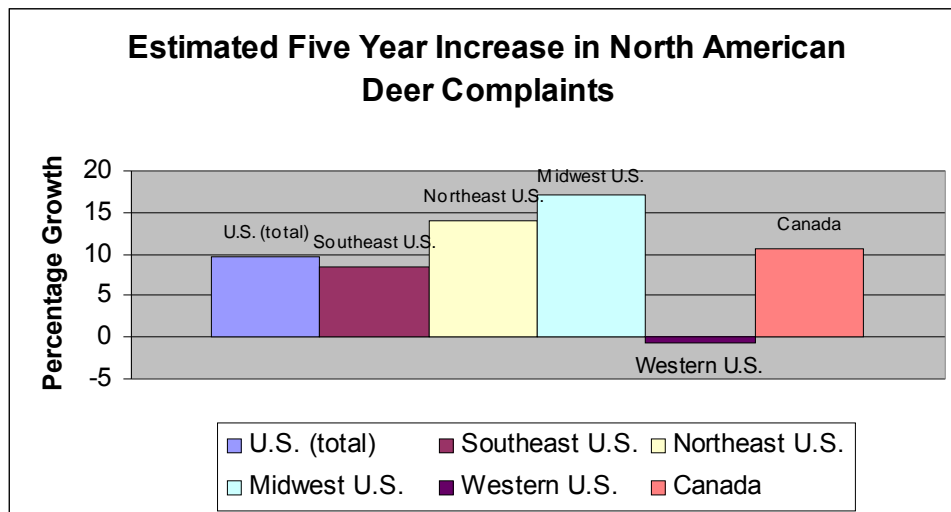 Estimated Five Year Increase in North American
Deer Complaints
Percentage Growth
20
15
10
5
0
-5
U.S. (total)
Southeast U.S.
Northeast U.S.
Midwest U.S.
Western U.S.
Canada
U.S. (total) Southeast U.S. Northeast U.S.
Midwest U.S. Western U.S. Canada